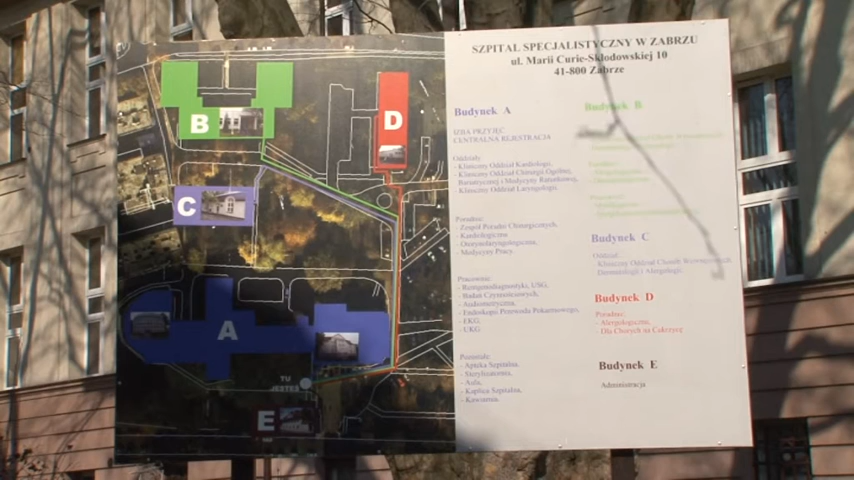 SZPITAL SPECJALISTYCZNY W ZABRZU
ul. Marii Curie-Skłodowskiej 10
41-800 Zabrze
B
D
C
A
TU
JESTEŚ
E
Budynek A
IZBA PRZYJĘĆ
CENTRALNA REJESTRACJA
Oddziały:
- Kliniczny Oddział Kardiologii,
- Kliniczny Oddział Chirurgii Ogólnej,
Bariatrycznej i Medycyny Ratunkowej,
- Kliniczny Oddział Laryngologii.
Poradnie:
- Zespół Poradni Chirurgicznych,
- Kardiologiczna
- Otorynolaryngologiczna,
- Medycyny Pracy.
Pracownie:
- Rentgenodiagnostyki, USG,
- Badań Czynnościowych,
- Audiometryczna,
- Endoskopii Przewodu Pokarmowego,
- EKG,
- UKG.
Pozostałe:
- Apteka Szpitalna,
- Sterylizatornia,
- Aula,
- Kaplica Szpitalna,
- Kawiarnia.
Budynek B
Budynek C
Oddział:
Kliniczny Oddział Chorób Wewnętrznych,
Dermatologii i Alergologii
Budynek D
Poradnie:
- Alergologiczna,
- Dla Chorych na Cukrzycę
Budynek E
Administracja